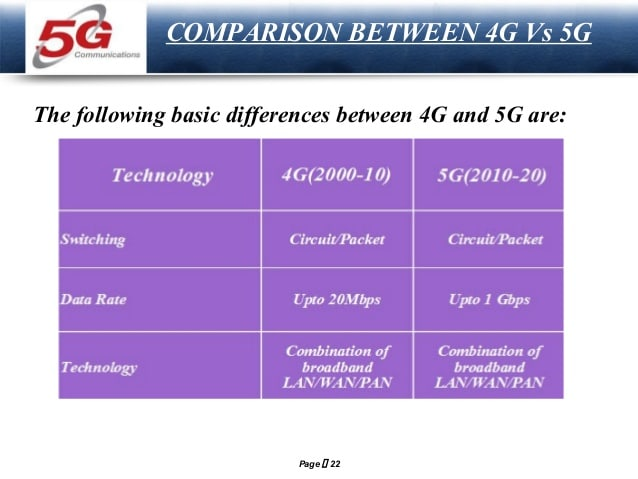 5G
Communications
COMPARISON BETWEEN 4G Vs 5G
The following basic differences between 4G and 5G are:
Technology 4G(2000-10) 5G(2010-20)
Switching Circuit/Packet Circuit/Packet
Data Rate Upto 20Mbps Upto 1 Gbps
Technology Combination of broadband LAN/WAN/PAN Combination of broadband LAN/WAN/PAN
Page 22